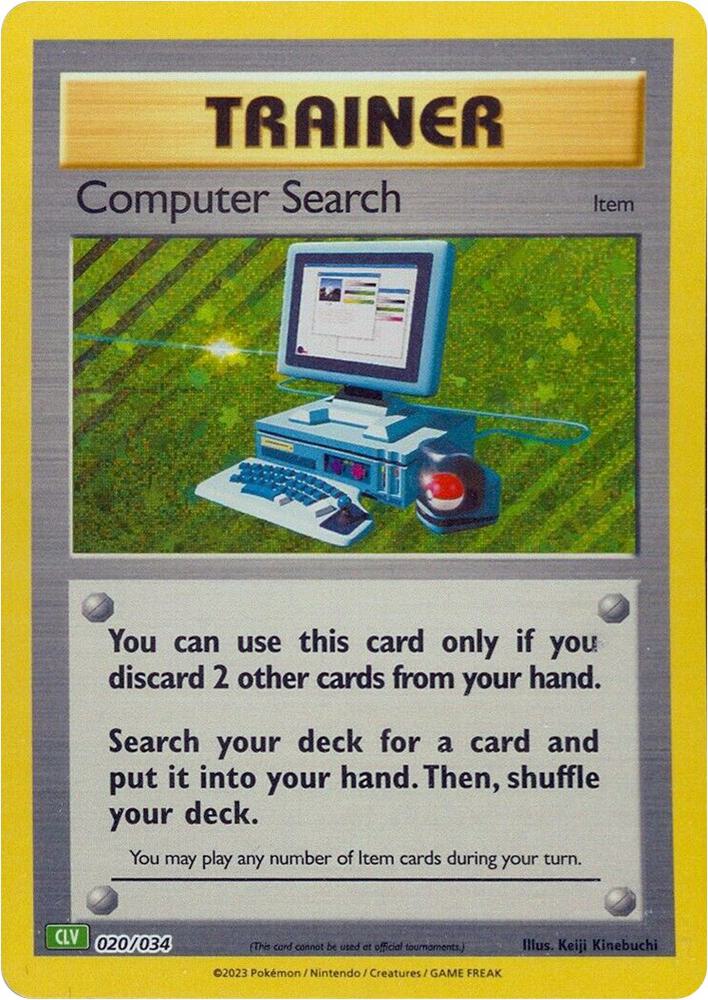 TRAINER
Computer Search
Item
You can use this card only if you
discard 2 other cards from your hand.
Search your deck for a card and
put it into your hand. Then, shuffle
your deck.
You may play any number of Item cards during your turn.
CLV 020/034
(This card cannot be used at official tournaments.)
Illus. Keiji Kinebuchi
©2023 Pokémon / Nintendo / Creatures / GAME FREAK